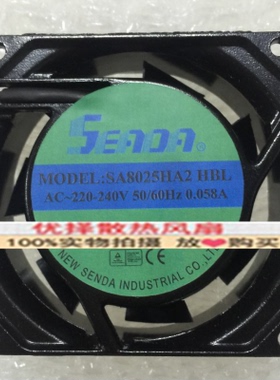 SENDA®
MODEL:SA8025HA2 HBL
AC~220-240V 50/60Hz 0.058A
优择散热风扇
100%实物拍摄 放❤购买
NEW SENDA INDUSTRIAL CO.,LTD